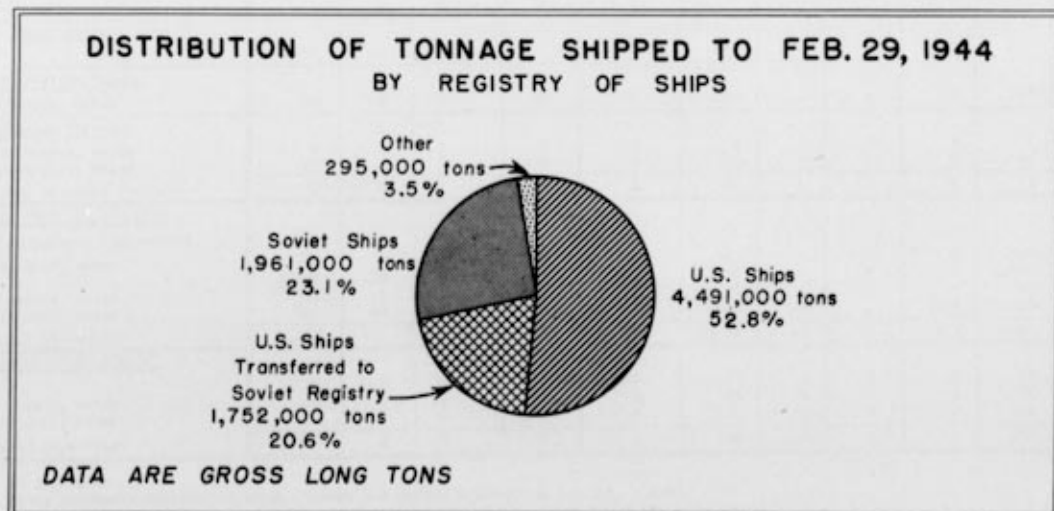 DISTRIBUTION OF TONNAGE SHIPPED TO FEB. 29, 1944
BY REGISTRY OF SHIPS
Other
295,000 tons
3.5%
Soviet Ships
1,961,000 tons
23.1%
U.S. Ships
4,491,000 tons
52.8%
U.S. Ships
Transferred to
Soviet Registry
1,752,000 tons
20.6%
DATA ARE GROSS LONG TONS